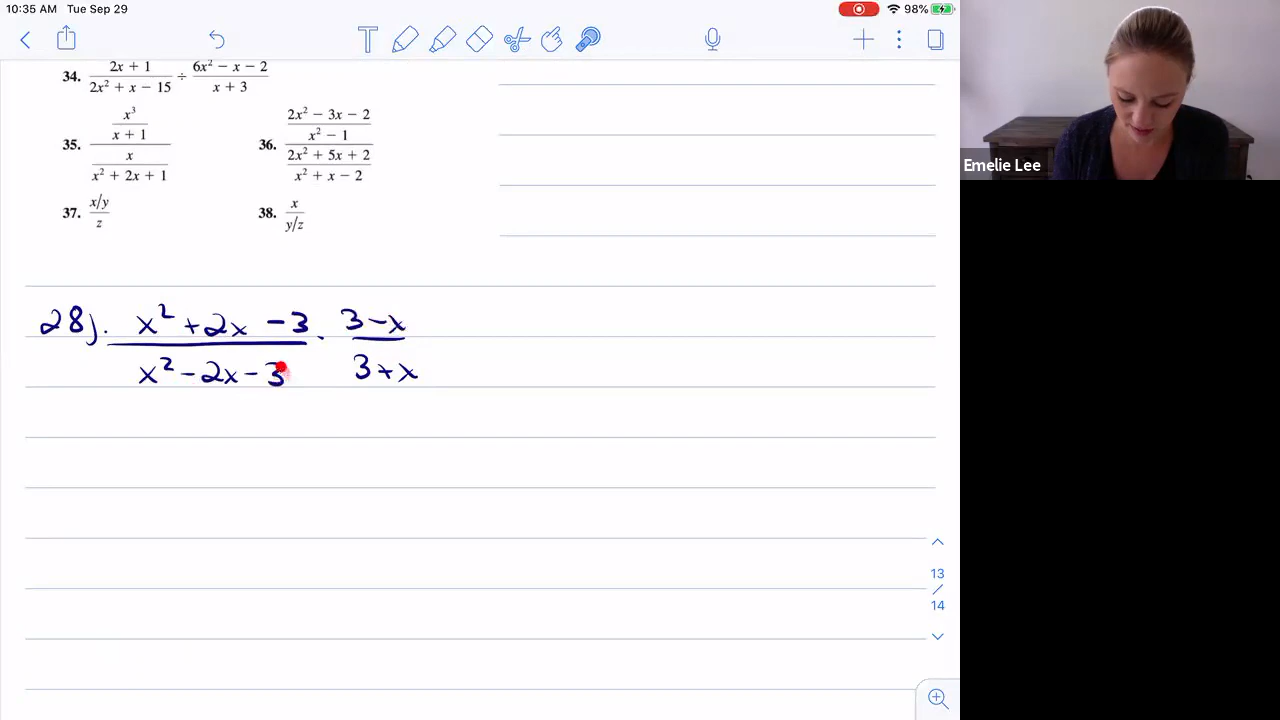 10:35 AM Tue Sep 29 98%
34. (2x + 1)/(2x² + x − 15) ÷ (6x² − x − 2)/(x + 3)
35. (x³/(x + 1))/(x/(x² + 2x + 1)) 36. ((2x² − 3x − 2)/(x² − 1))/((2x² + 5x + 2)/(x² + x − 2))
37. (x/y)/z 38. x/(y/z)
28). (x² + 2x − 3)/(x² − 2x − 3) · (3 − x)/(3 + x)
13
/
14
Emelie Lee